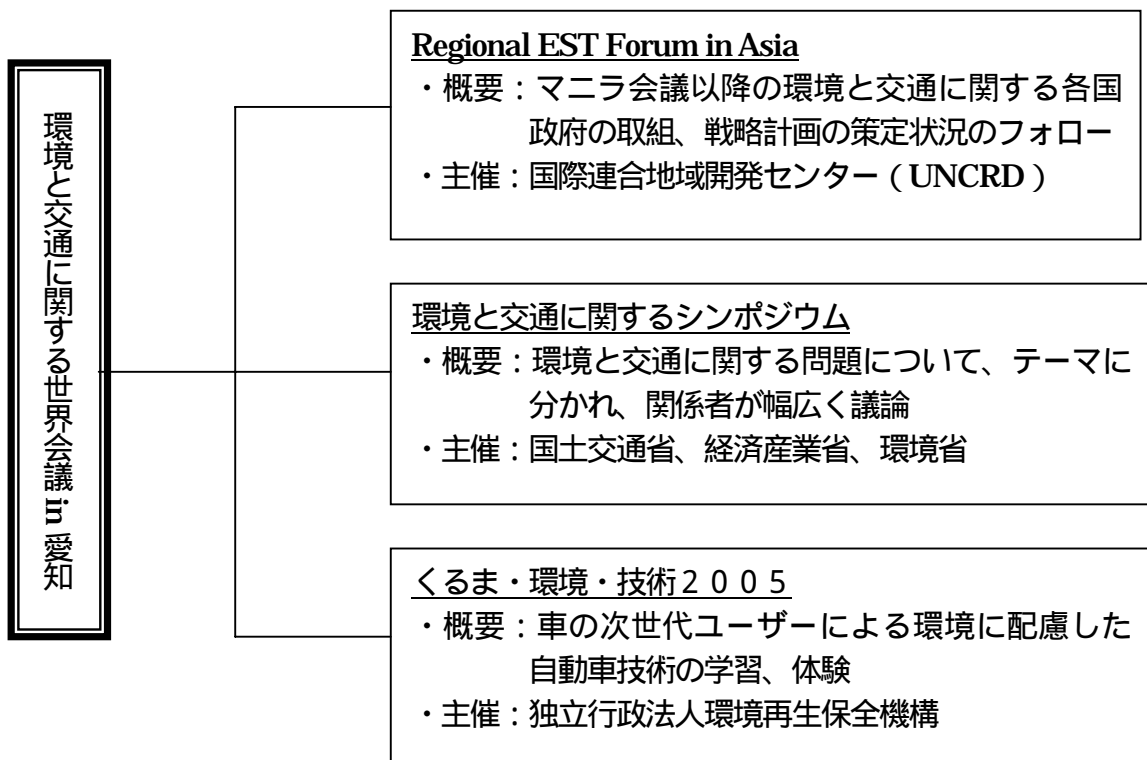 環境と交通に関する世界会議 in 愛知
Regional EST Forum in Asia
・概要：マニラ会議以降の環境と交通に関する各国
政府の取組、戦略計画の策定状況のフォロー
・主催：国際連合地域開発センター（UNCRD）
環境と交通に関するシンポジウム
・概要：環境と交通に関する問題について、テーマに
分かれ、関係者が幅広く議論
・主催：国土交通省、経済産業省、環境省
くるま・環境・技術２００５
・概要：車の次世代ユーザーによる環境に配慮した
自動車技術の学習、体験
・主催：独立行政法人環境再生保全機構